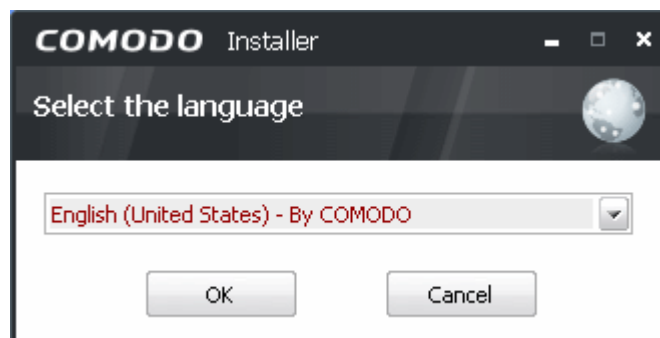 COMODO Installer
Select the language
English (United States) - By COMODO
OK Cancel